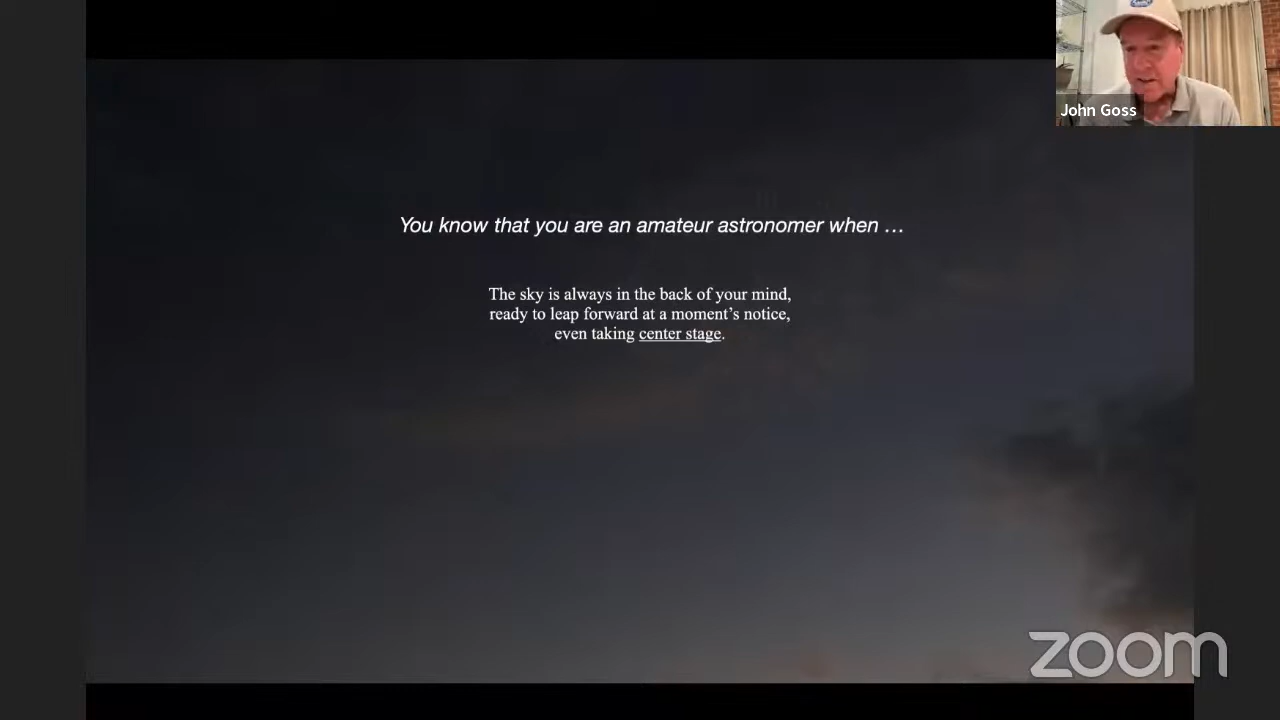 John Goss
You know that you are an amateur astronomer when …
The sky is always in the back of your mind,
ready to leap forward at a moment’s notice,
even taking center stage.
zoom